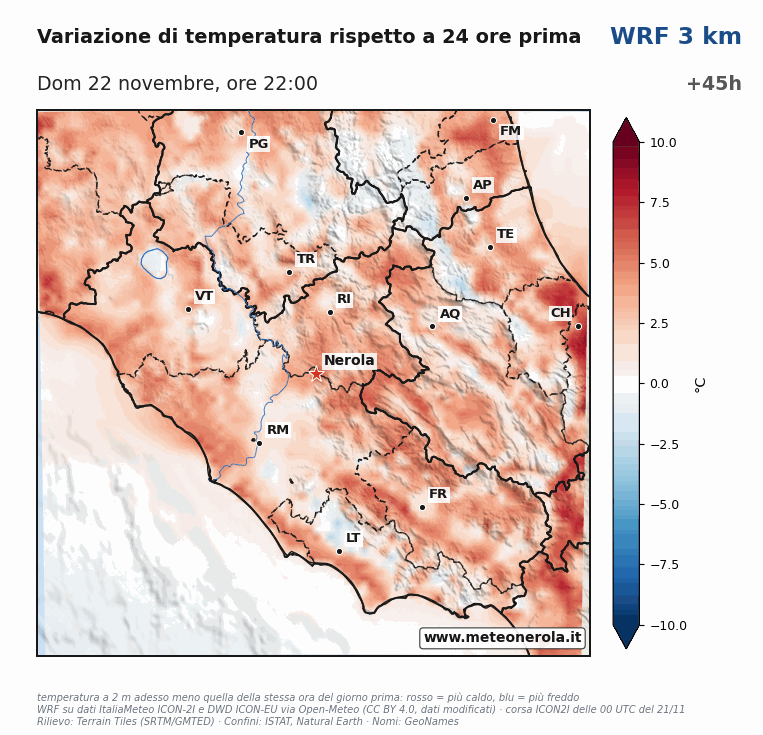 Variazione di temperatura rispetto a 24 ore prima
WRF 3 km
Dom 22 novembre, ore 22:00
+45h
PG
FM
AP
TE
TR
VT
RI
AQ
CH
Nerola
RM
FR
LT
www.meteonerola.it
10.0
7.5
5.0
2.5
0.0
−2.5
−5.0
−7.5
−10.0
°C
temperatura a 2 m adesso meno quella della stessa ora del giorno prima: rosso = più caldo, blu = più freddo
WRF su dati ItaliaMeteo ICON-2I e DWD ICON-EU via Open-Meteo (CC BY 4.0, dati modificati) · corsa ICON2I delle 00 UTC del 21/11
Rilievo: Terrain Tiles (SRTM/GMTED) · Confini: ISTAT, Natural Earth · Nomi: GeoNames